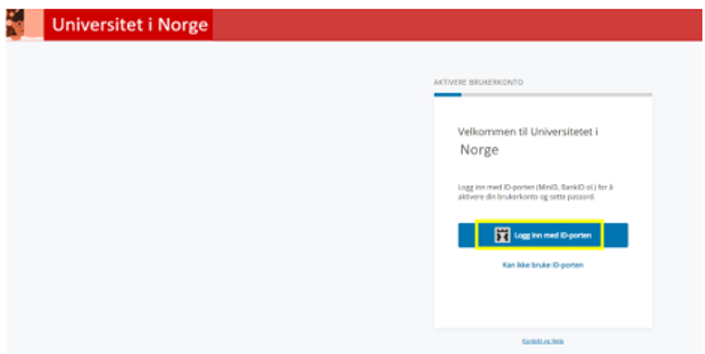 Universitet i Norge
AKTIVERE BRUKERKONTO
Velkommen til Universitetet i
Norge
Logg inn med ID-porten (MinID, BankID el.) for å
aktivere din brukerkonto og sette passord.
Logg inn med ID-porten
Kan ikke bruke ID-porten
Kontakt og hjelp